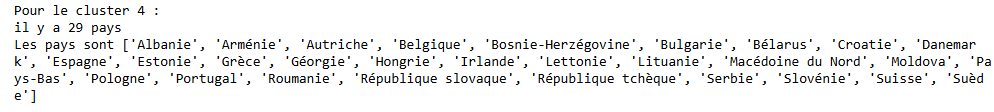 Pour le cluster 4 :
il y a 29 pays
Les pays sont ['Albanie', 'Arménie', 'Autriche', 'Belgique', 'Bosnie-Herzégovine', 'Bulgarie', 'Bélarus', 'Croatie', 'Danemar
k', 'Espagne', 'Estonie', 'Grèce', 'Géorgie', 'Hongrie', 'Irlande', 'Lettonie', 'Lituanie', 'Macédoine du Nord', 'Moldova', 'Pa
ys-Bas', 'Pologne', 'Portugal', 'Roumanie', 'République slovaque', 'République tchèque', 'Serbie', 'Slovénie', 'Suisse', 'Suèd
e']